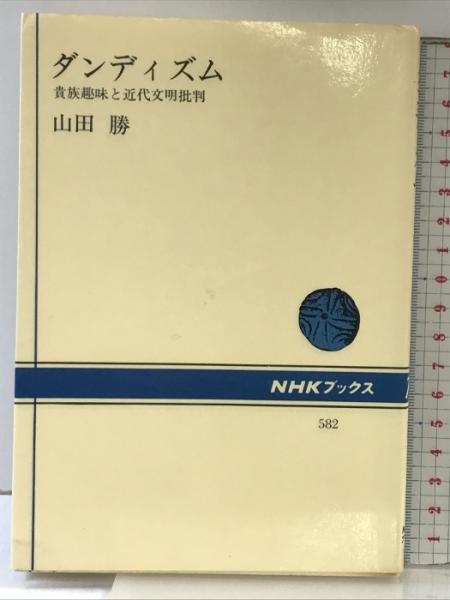 ダンディズム
貴族趣味と近代文明批判
山田 勝
NHKブックス
582